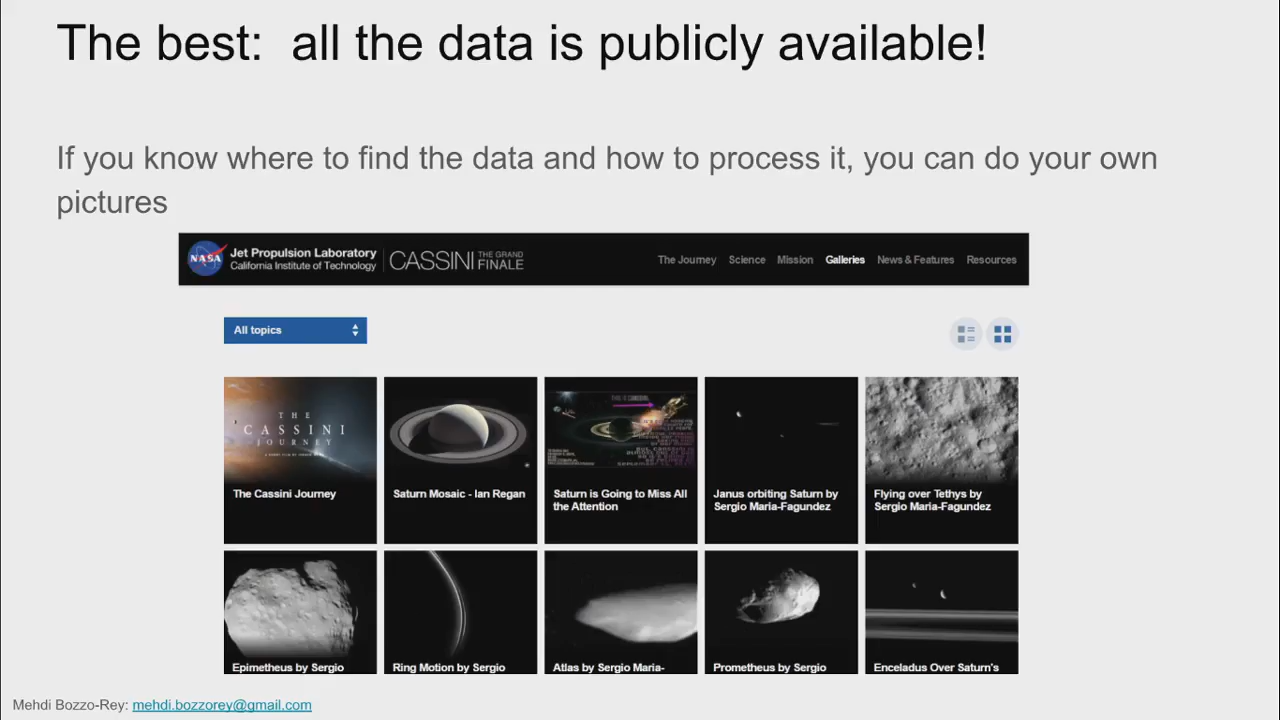 The best:  all the data is publicly available!
If you know where to find the data and how to process it, you can do your own
pictures
NASA
Jet Propulsion Laboratory
California Institute of Technology
CASSINI THE GRAND FINALE
The Journey Science Mission Galleries News & Features Resources
All topics
THE
CASSINI
JOURNEY
The Cassini Journey
Saturn Mosaic - Ian Regan
Saturn is Going to Miss All
the Attention
Janus orbiting Saturn by
Sergio Maria-Fagundez
Flying over Tethys by
Sergio Maria-Fagundez
Epimetheus by Sergio
Ring Motion by Sergio
Atlas by Sergio Maria-
Prometheus by Sergio
Enceladus Over Saturn's
Mehdi Bozzo-Rey: mehdi.bozzorey@gmail.com